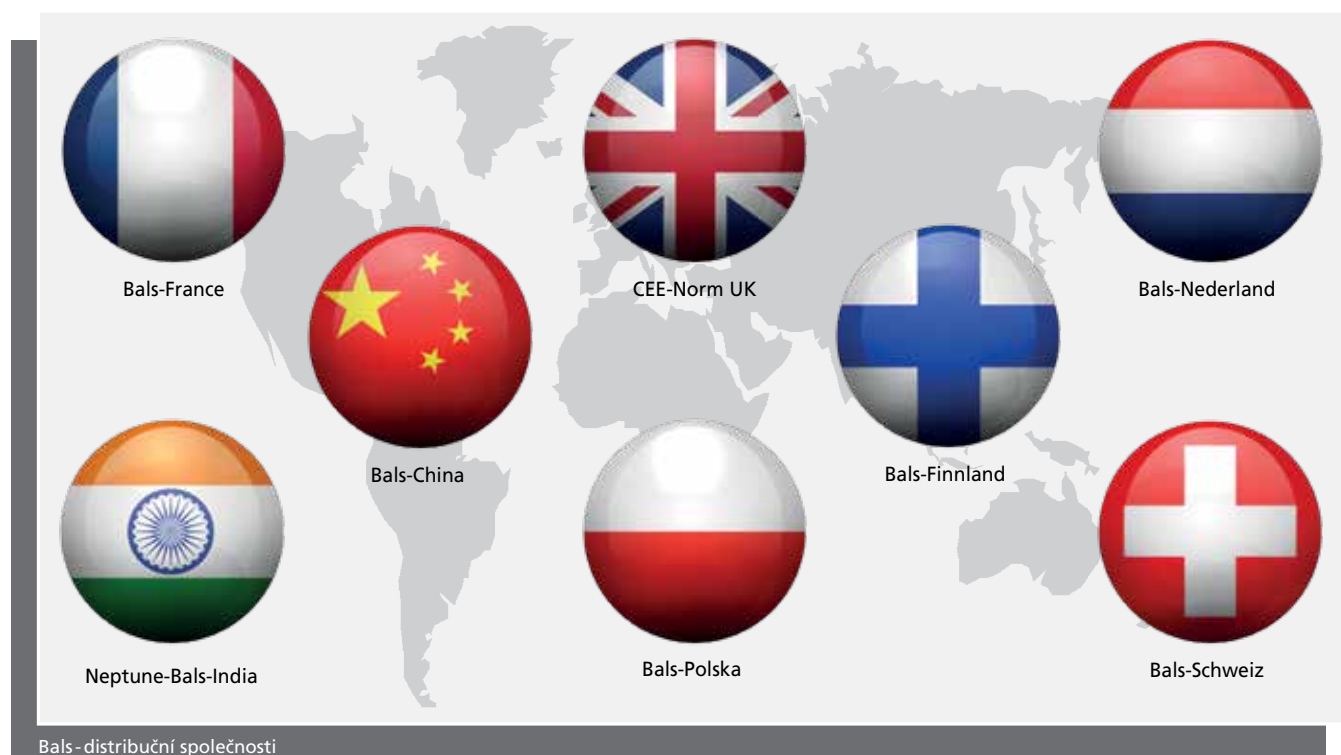 Bals-France
CEE-Norm UK
Bals-Nederland
Bals-China
Bals-Finnland
Neptune-Bals-India
Bals-Polska
Bals-Schweiz
Bals - distribuční společnosti